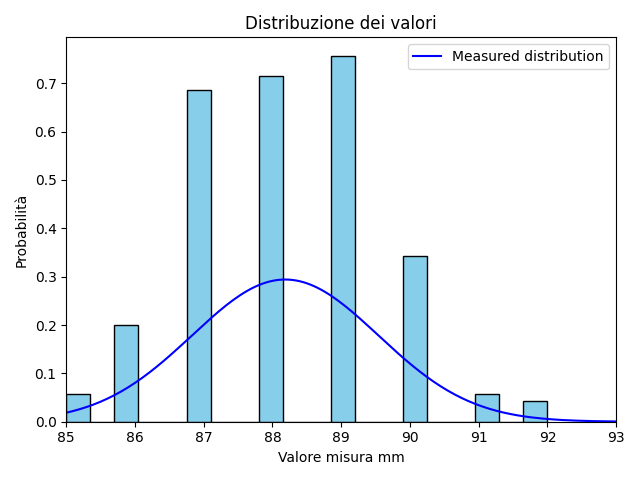 Distribuzione dei valori
Measured distribution
Probabilità
0.7
0.6
0.5
0.4
0.3
0.2
0.1
0.0
85 86 87 88 89 90 91 92 93
Valore misura mm